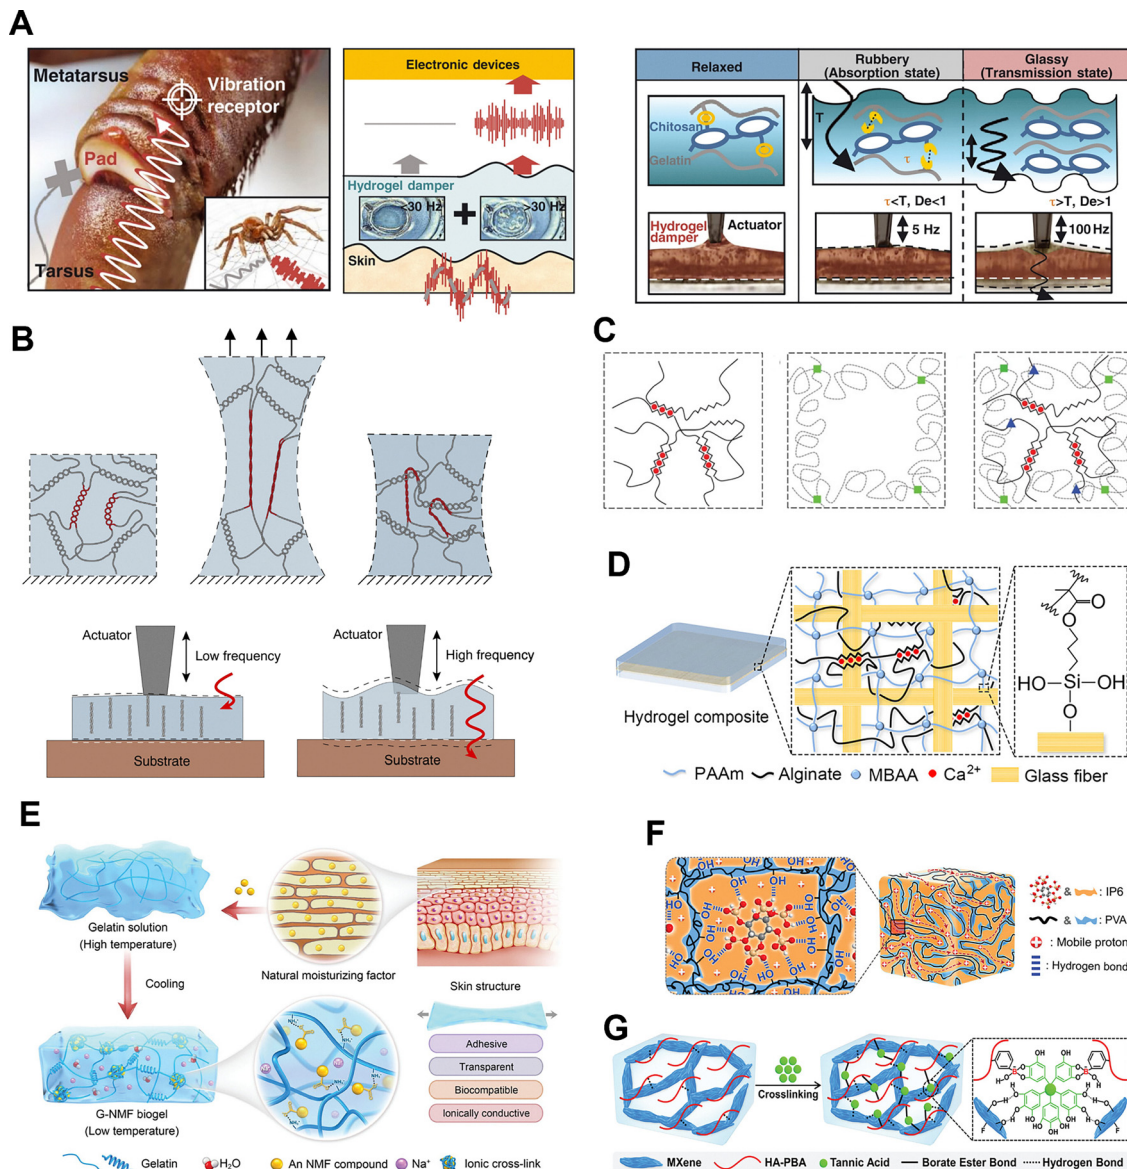 A
Metatarsus
Vibration
receptor
Pad
Tarsus
Electronic devices
Hydrogel damper
<30 Hz
>30 Hz
Skin
Relaxed
Rubbery
(Absorption state)
Glassy
(Transmission state)
Chitosan
Gelatin
T
τ
τ<T, De<1
τ>T, De>1
Hydrogel
damper
Actuator
5 Hz
100 Hz
B
Actuator
Low frequency
Substrate
Actuator
High frequency
Substrate
C
D
Hydrogel composite
O
O
HO
Si
OH
O
PAAm
Alginate
MBAA
Ca²⁺
Glass fiber
E
Gelatin solution
(High temperature)
Natural moisturizing factor
Skin structure
Cooling
G-NMF biogel
(Low temperature)
Adhesive
Transparent
Biocompatible
Ionically conductive
Gelatin
H₂O
An NMF compound
Na⁺
Ionic cross-link
F
& : IP6
& : PVA
: Mobile proton
: Hydrogen bond
G
Crosslinking
MXene
HA-PBA
Tannic Acid
Borate Ester Bond
Hydrogen Bond